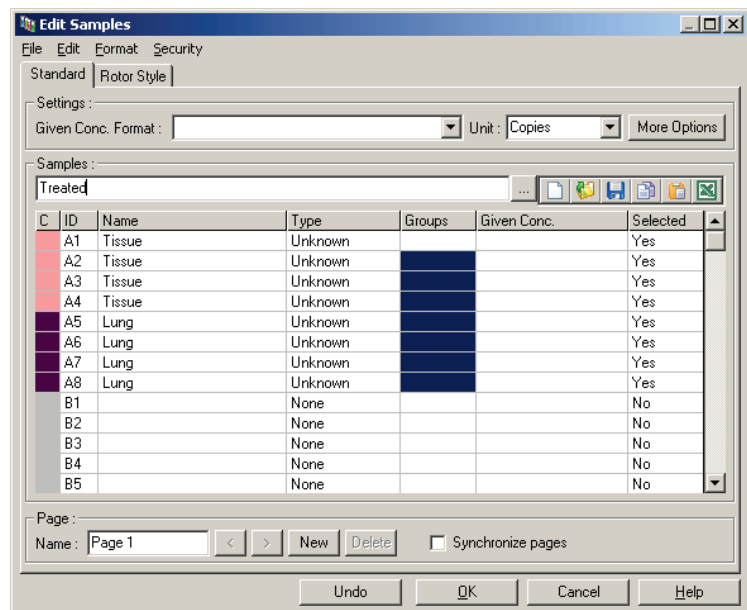 Edit Samples
File Edit Format Security
Standard Rotor Style
Settings :
Given Conc. Format : Unit : Copies More Options
Samples :
Treated ...
C ID Name Type Groups Given Conc. Selected
A1 Tissue Unknown Yes
A2 Tissue Unknown Yes
A3 Tissue Unknown Yes
A4 Tissue Unknown Yes
A5 Lung Unknown Yes
A6 Lung Unknown Yes
A7 Lung Unknown Yes
A8 Lung Unknown Yes
B1 None No
B2 None No
B3 None No
B4 None No
B5 None No
Page :
Name : Page 1 < > New Delete Synchronize pages
Undo OK Cancel Help